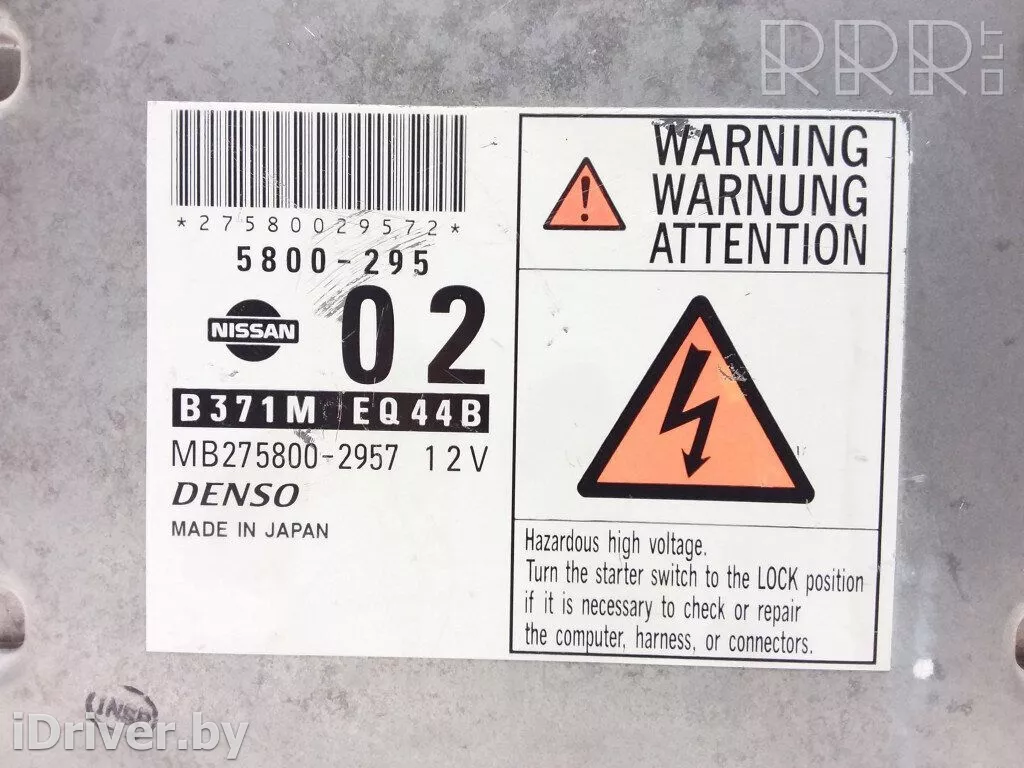 RRR.LT
*27580029572*
5800-295
NISSAN
02
B371M EQ44B
MB275800-2957 12V
DENSO
MADE IN JAPAN
WARNING
WARNUNG
ATTENTION
Hazardous high voltage.
Turn the starter switch to the LOCK position
if it is necessary to check or repair
the computer, harness, or connectors.
iDriver.by